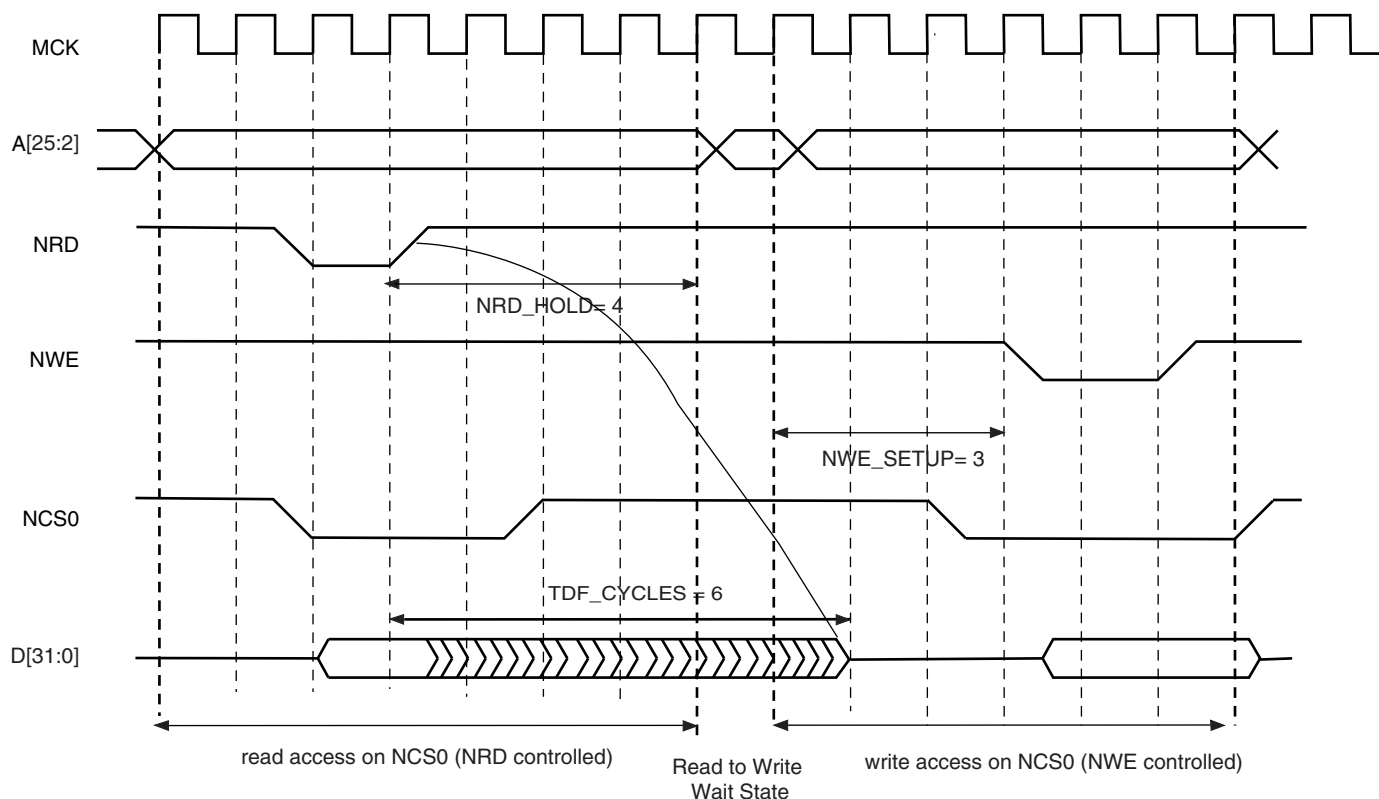 MCK
A[25:2]
NRD
NRD_HOLD= 4
NWE
NWE_SETUP= 3
NCS0
TDF_CYCLES = 6
D[31:0]
read access on NCS0 (NRD controlled)
Read to Write
Wait State
write access on NCS0 (NWE controlled)